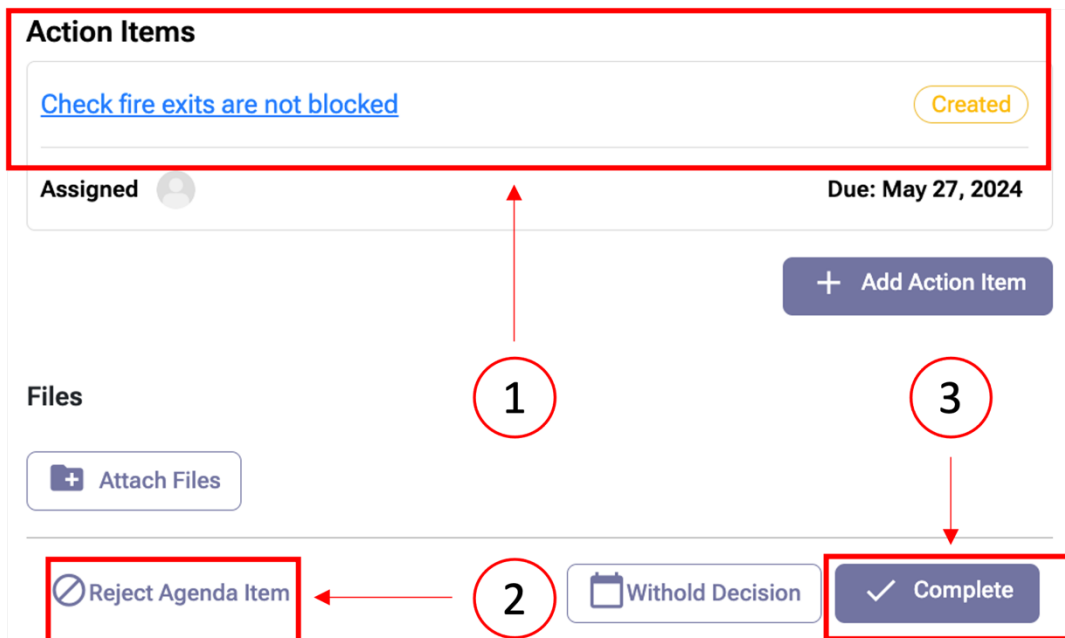 Action Items
Check fire exits are not blocked
Created
Assigned
Due: May 27, 2024
+ Add Action Item
1
3
Files
Attach Files
Reject Agenda Item
2
Withold Decision
Complete